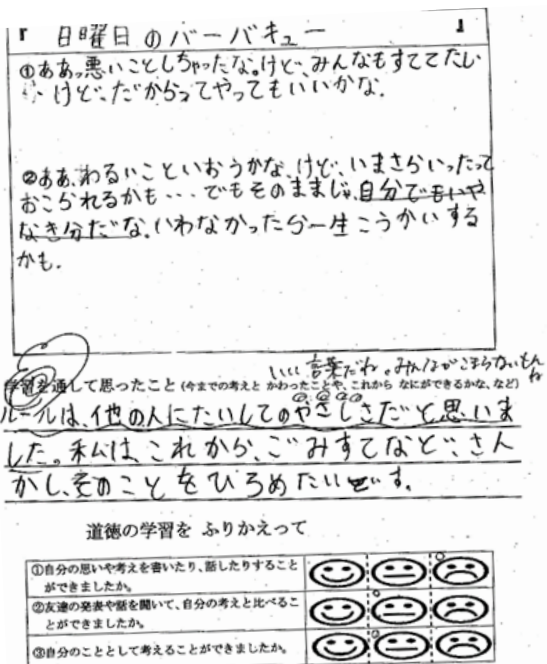 『 日曜日のバーバキュー 』
①ああっ悪いことしちゃったな。けど、みんなもすててたし
、けど、だからってやってもいいかな。
②ああ、わるいこといおうかな、けど、いまさらいったって
おこられるかも・・・でもそのままじゃ、自分でもいや
なき分だな。いわなかったら一生こうかいする
かも。
いい言葉だね。みんながこまらないもんね
学習を通して思ったこと(今までの考えと かわったことや、これから なにができるかな、など)
ルールは、他の人にたいしてのやさしさだと思いま
した。私は、これから、ごみすてなど、さん
かし、そのことをひろめたいです。
道徳の学習を ふりかえって
①自分の思いや考えを書いたり、話したりすること
ができましたか。
②友達の発表や話を聞いて、自分の考えと比べるこ
とができましたか。
③自分のこととして考えることができましたか。